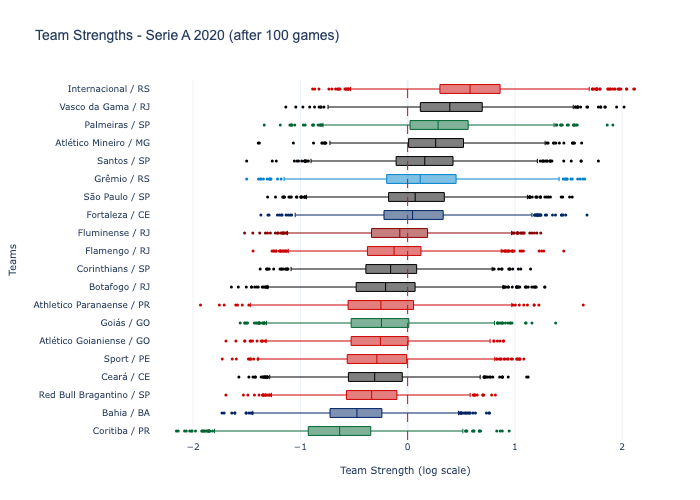 Team Strengths - Serie A 2020 (after 100 games)
Teams
Internacional / RS
Vasco da Gama / RJ
Palmeiras / SP
Atlético Mineiro / MG
Santos / SP
Grêmio / RS
São Paulo / SP
Fortaleza / CE
Fluminense / RJ
Flamengo / RJ
Corinthians / SP
Botafogo / RJ
Athletico Paranaense / PR
Goiás / GO
Atlético Goianiense / GO
Sport / PE
Ceará / CE
Red Bull Bragantino / SP
Bahia / BA
Coritiba / PR
−2 −1 0 1 2
Team Strength (log scale)